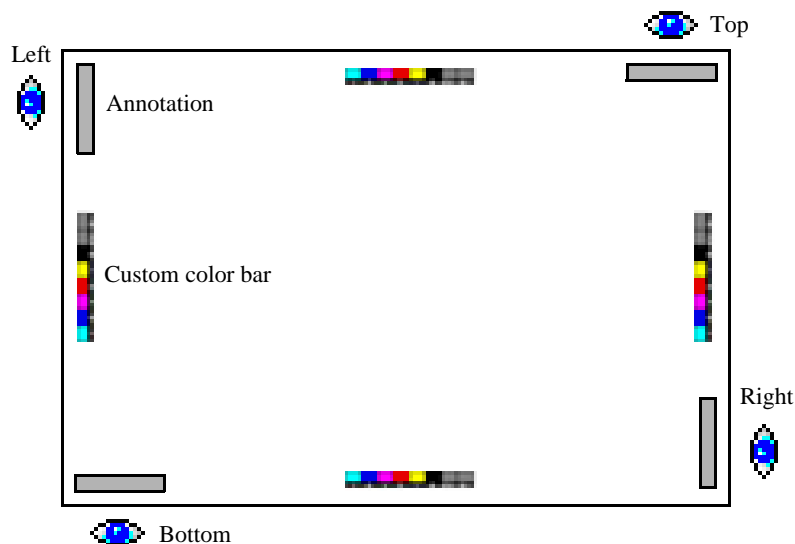 Top
Left
Annotation
Custom color bar
Right
Bottom